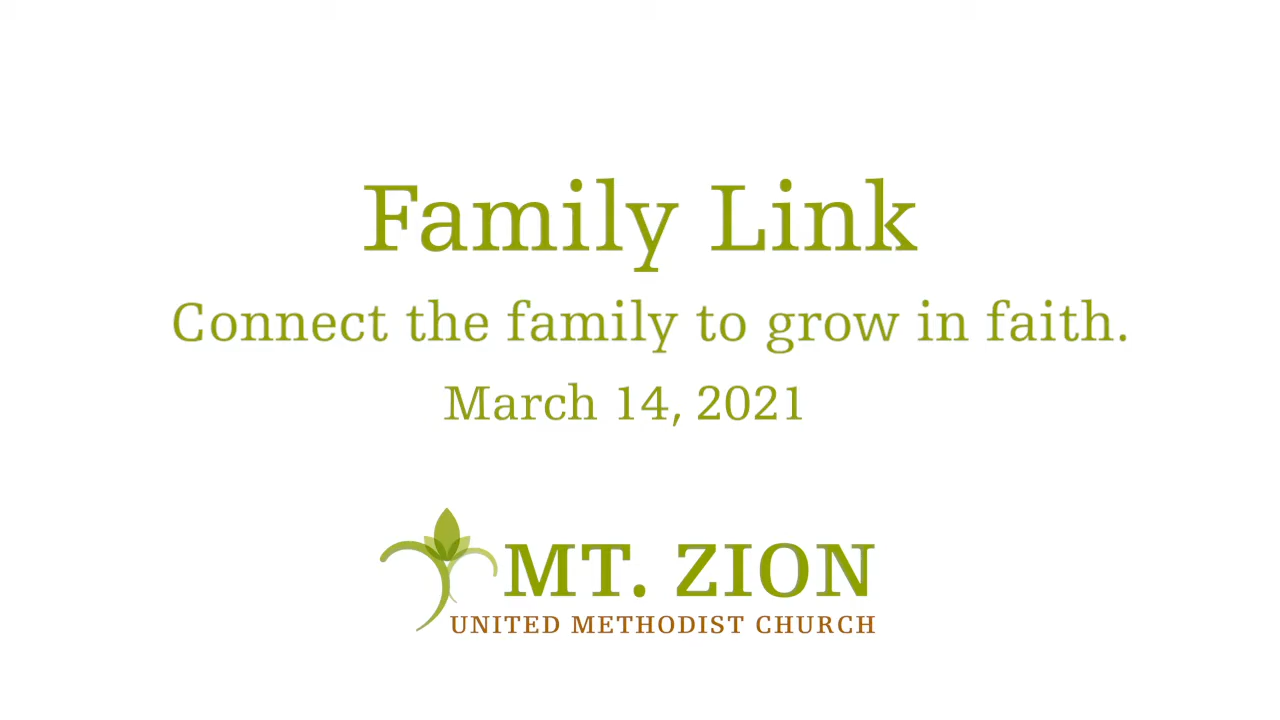 Family Link
Connect the family to grow in faith.
March 14, 2021
MT. ZION
UNITED METHODIST CHURCH